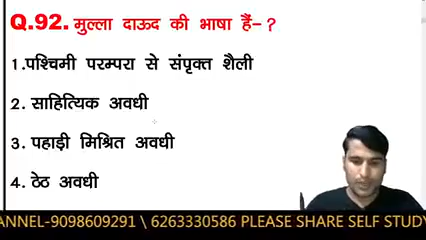 Q.92. मुल्ला दाऊद की भाषा हैं-?
1.पश्चिमी परम्परा से संपृक्त शैली
2. साहित्यिक अवधी
3. पहाड़ी मिश्रित अवधी
4. ठेठ अवधी
ANNEL-9098609291 \ 6263330586 PLEASE SHARE SELF STUDY